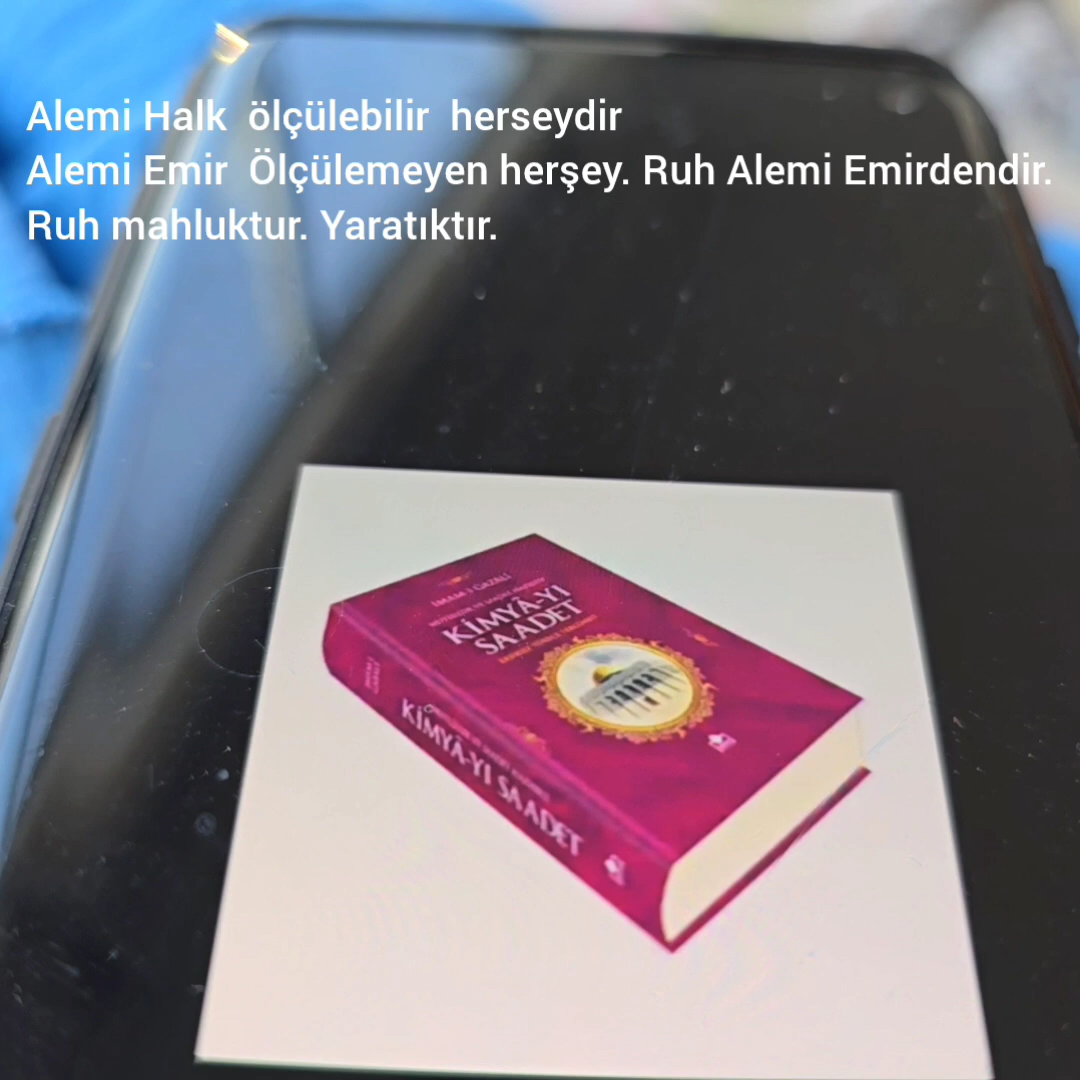 Alemi Halk ölçülebilir herseydir
Alemi Emir Ölçülemeyen herşey. Ruh Alemi Emirdendir.
Ruh mahluktur. Yaratıktır.
İMAM-I GAZALİ
KİMYÂ-YI
SAADET
KİMYÂ-YI SAADET